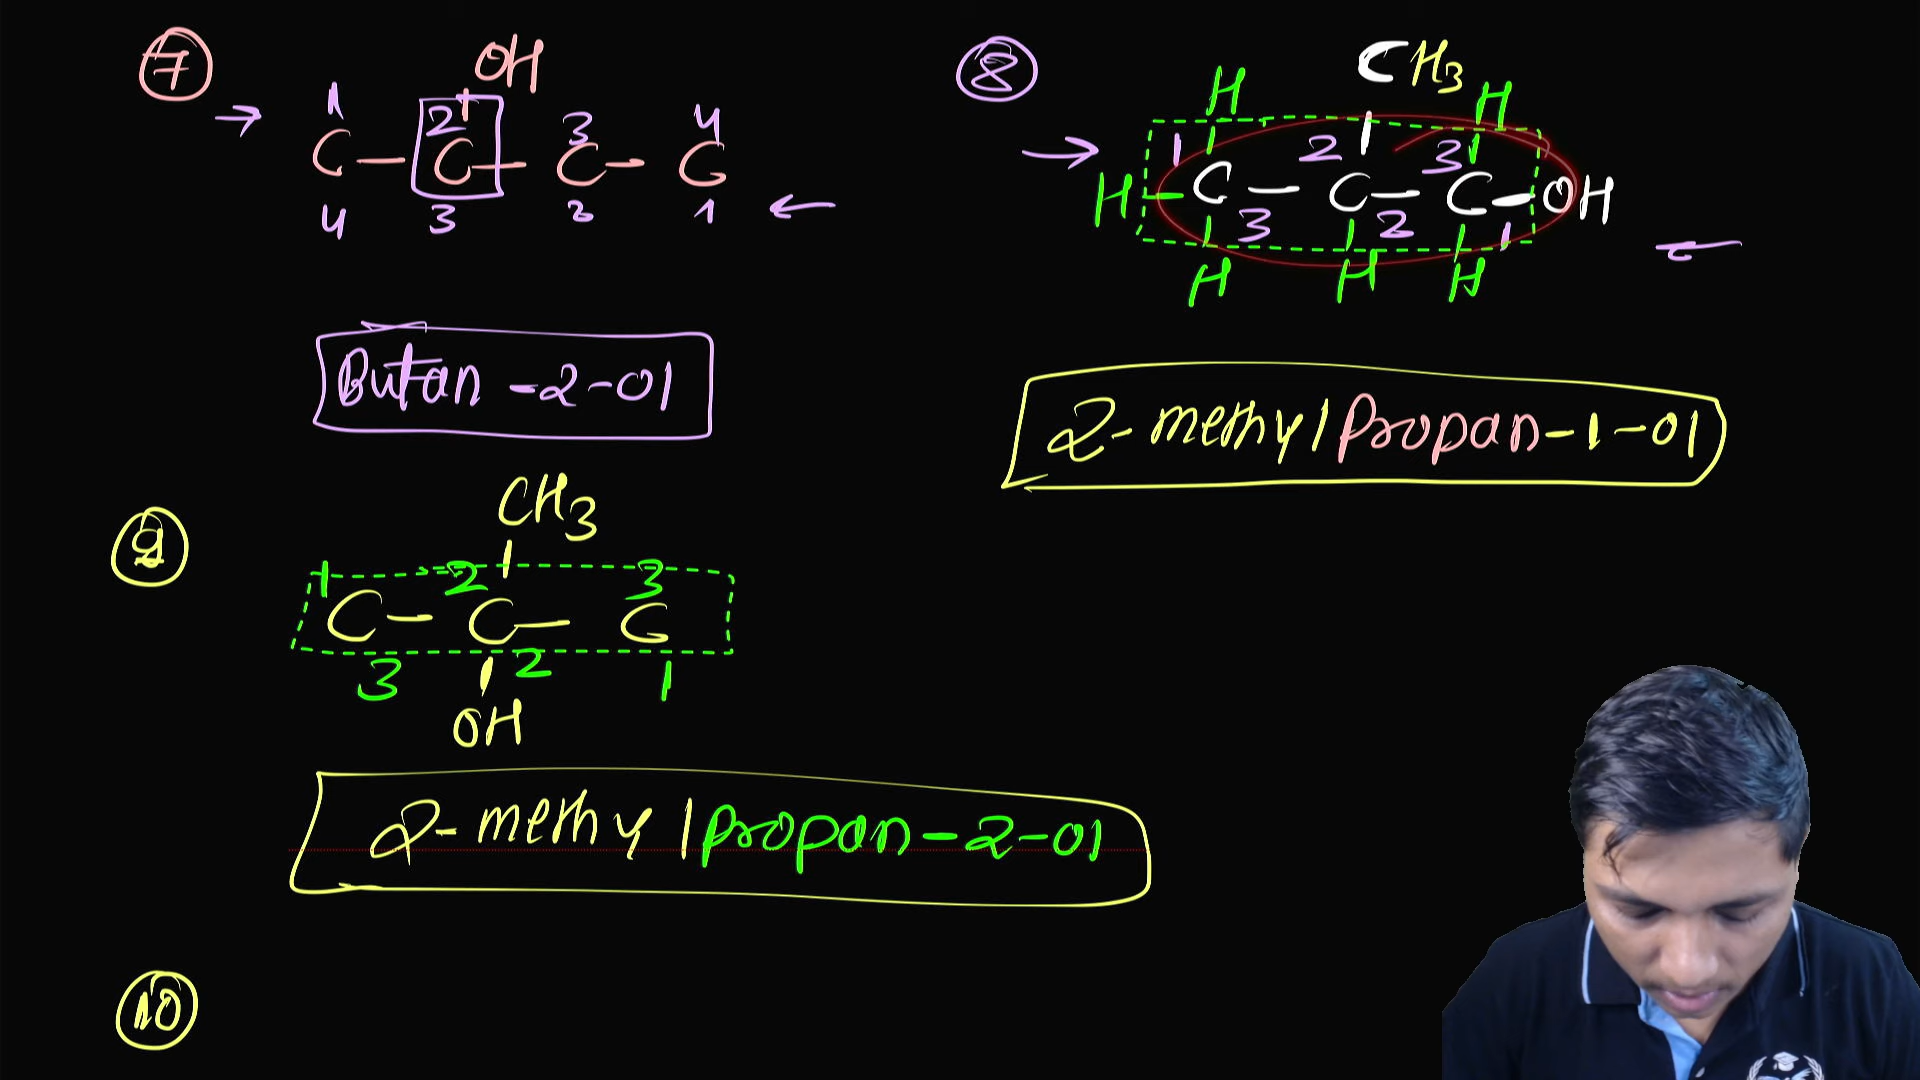 7
OH
1 2 3 4
C – C – C – C
4 3 2 1
Butan-2-ol
8
CH3
H H
1 2 3
H – C – C – C – OH
3 2 1
H H H
2-methylpropan-1-ol
9
CH3
1 2 3
C – C – C
3 2 1
OH
2-methylpropan-2-ol
10